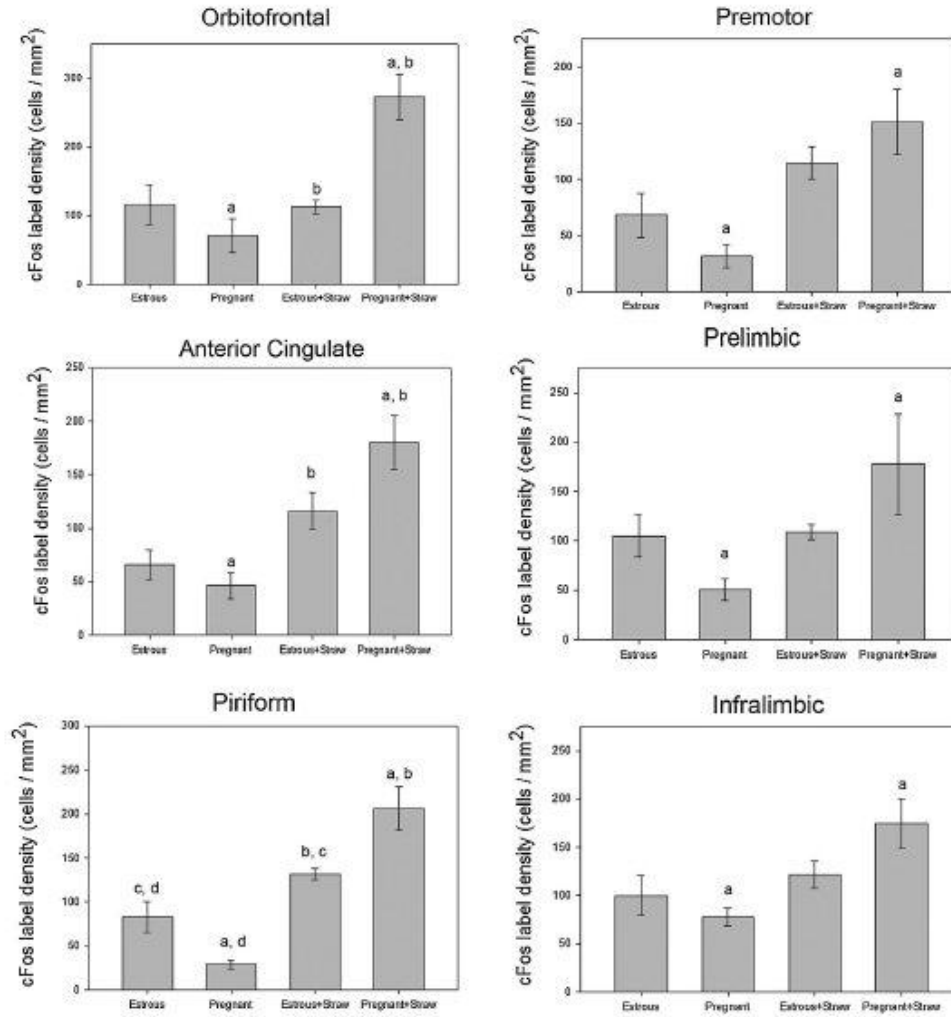 Orbitofrontal
cFos label density (cells / mm²)
300
200
100
0
a
b
a, b
Estrous Pregnant Estrous+Straw Pregnant+Straw
Premotor
cFos label density (cells / mm²)
200
150
100
50
0
a
a
Estrous Pregnant Estrous+Straw Pregnant+Straw
Anterior Cingulate
cFos label density (cells / mm²)
250
200
150
100
50
0
a
b
a, b
Estrous Pregnant Estrous+Straw Pregnant+Straw
Prelimbic
cFos label density (cells / mm²)
250
200
150
100
50
0
a
a
Estrous Pregnant Estrous+Straw Pregnant+Straw
Piriform
cFos label density (cells / mm²)
300
250
200
150
100
50
0
c, d
a, d
b, c
a, b
Estrous Pregnant Estrous+Straw Pregnant+Straw
Infralimbic
cFos label density (cells / mm²)
250
200
150
100
50
0
a
a
Estrous Pregnant Estrous+Straw Pregnant+Straw